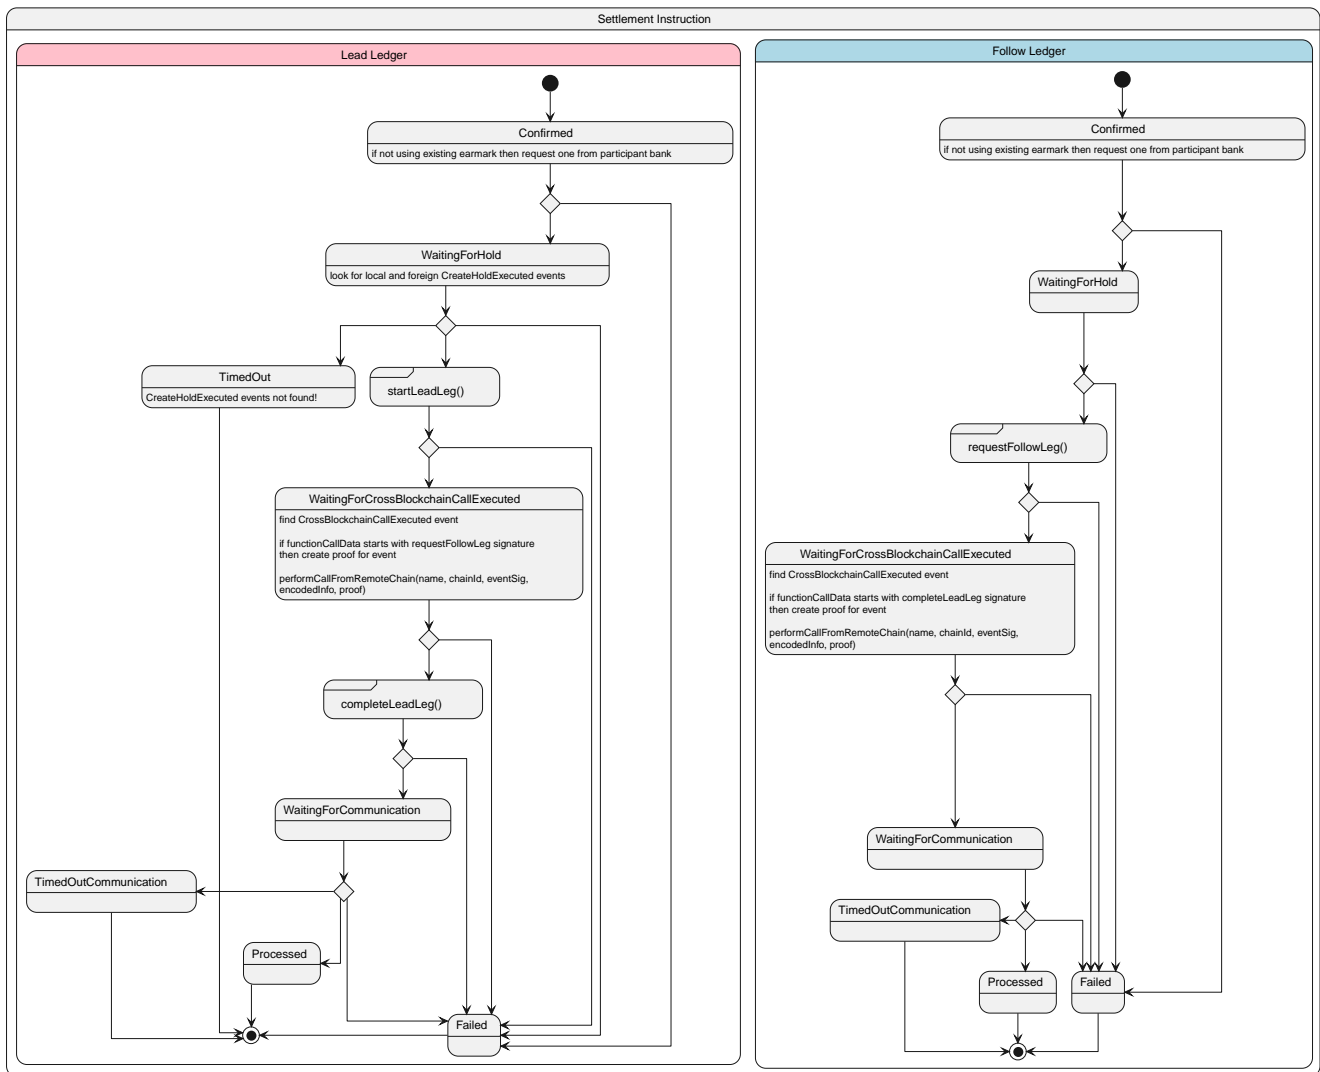 Settlement Instruction
Lead Ledger
Confirmed
if not using existing earmark then request one from participant bank
WaitingForHold
look for local and foreign CreateHoldExecuted events
TimedOut
CreateHoldExecuted events not found!
startLeadLeg()
WaitingForCrossBlockchainCallExecuted
find CrossBlockchainCallExecuted event
if functionCallData starts with requestFollowLeg signature
then create proof for event
performCallFromRemoteChain(name, chainId, eventSig,
encodedInfo, proof)
completeLeadLeg()
WaitingForCommunication
TimedOutCommunication
Processed
Failed
Follow Ledger
Confirmed
if not using existing earmark then request one from participant bank
WaitingForHold
requestFollowLeg()
WaitingForCrossBlockchainCallExecuted
find CrossBlockchainCallExecuted event
if functionCallData starts with completeLeadLeg signature
then create proof for event
performCallFromRemoteChain(name, chainId, eventSig,
encodedInfo, proof)
WaitingForCommunication
TimedOutCommunication
Processed
Failed